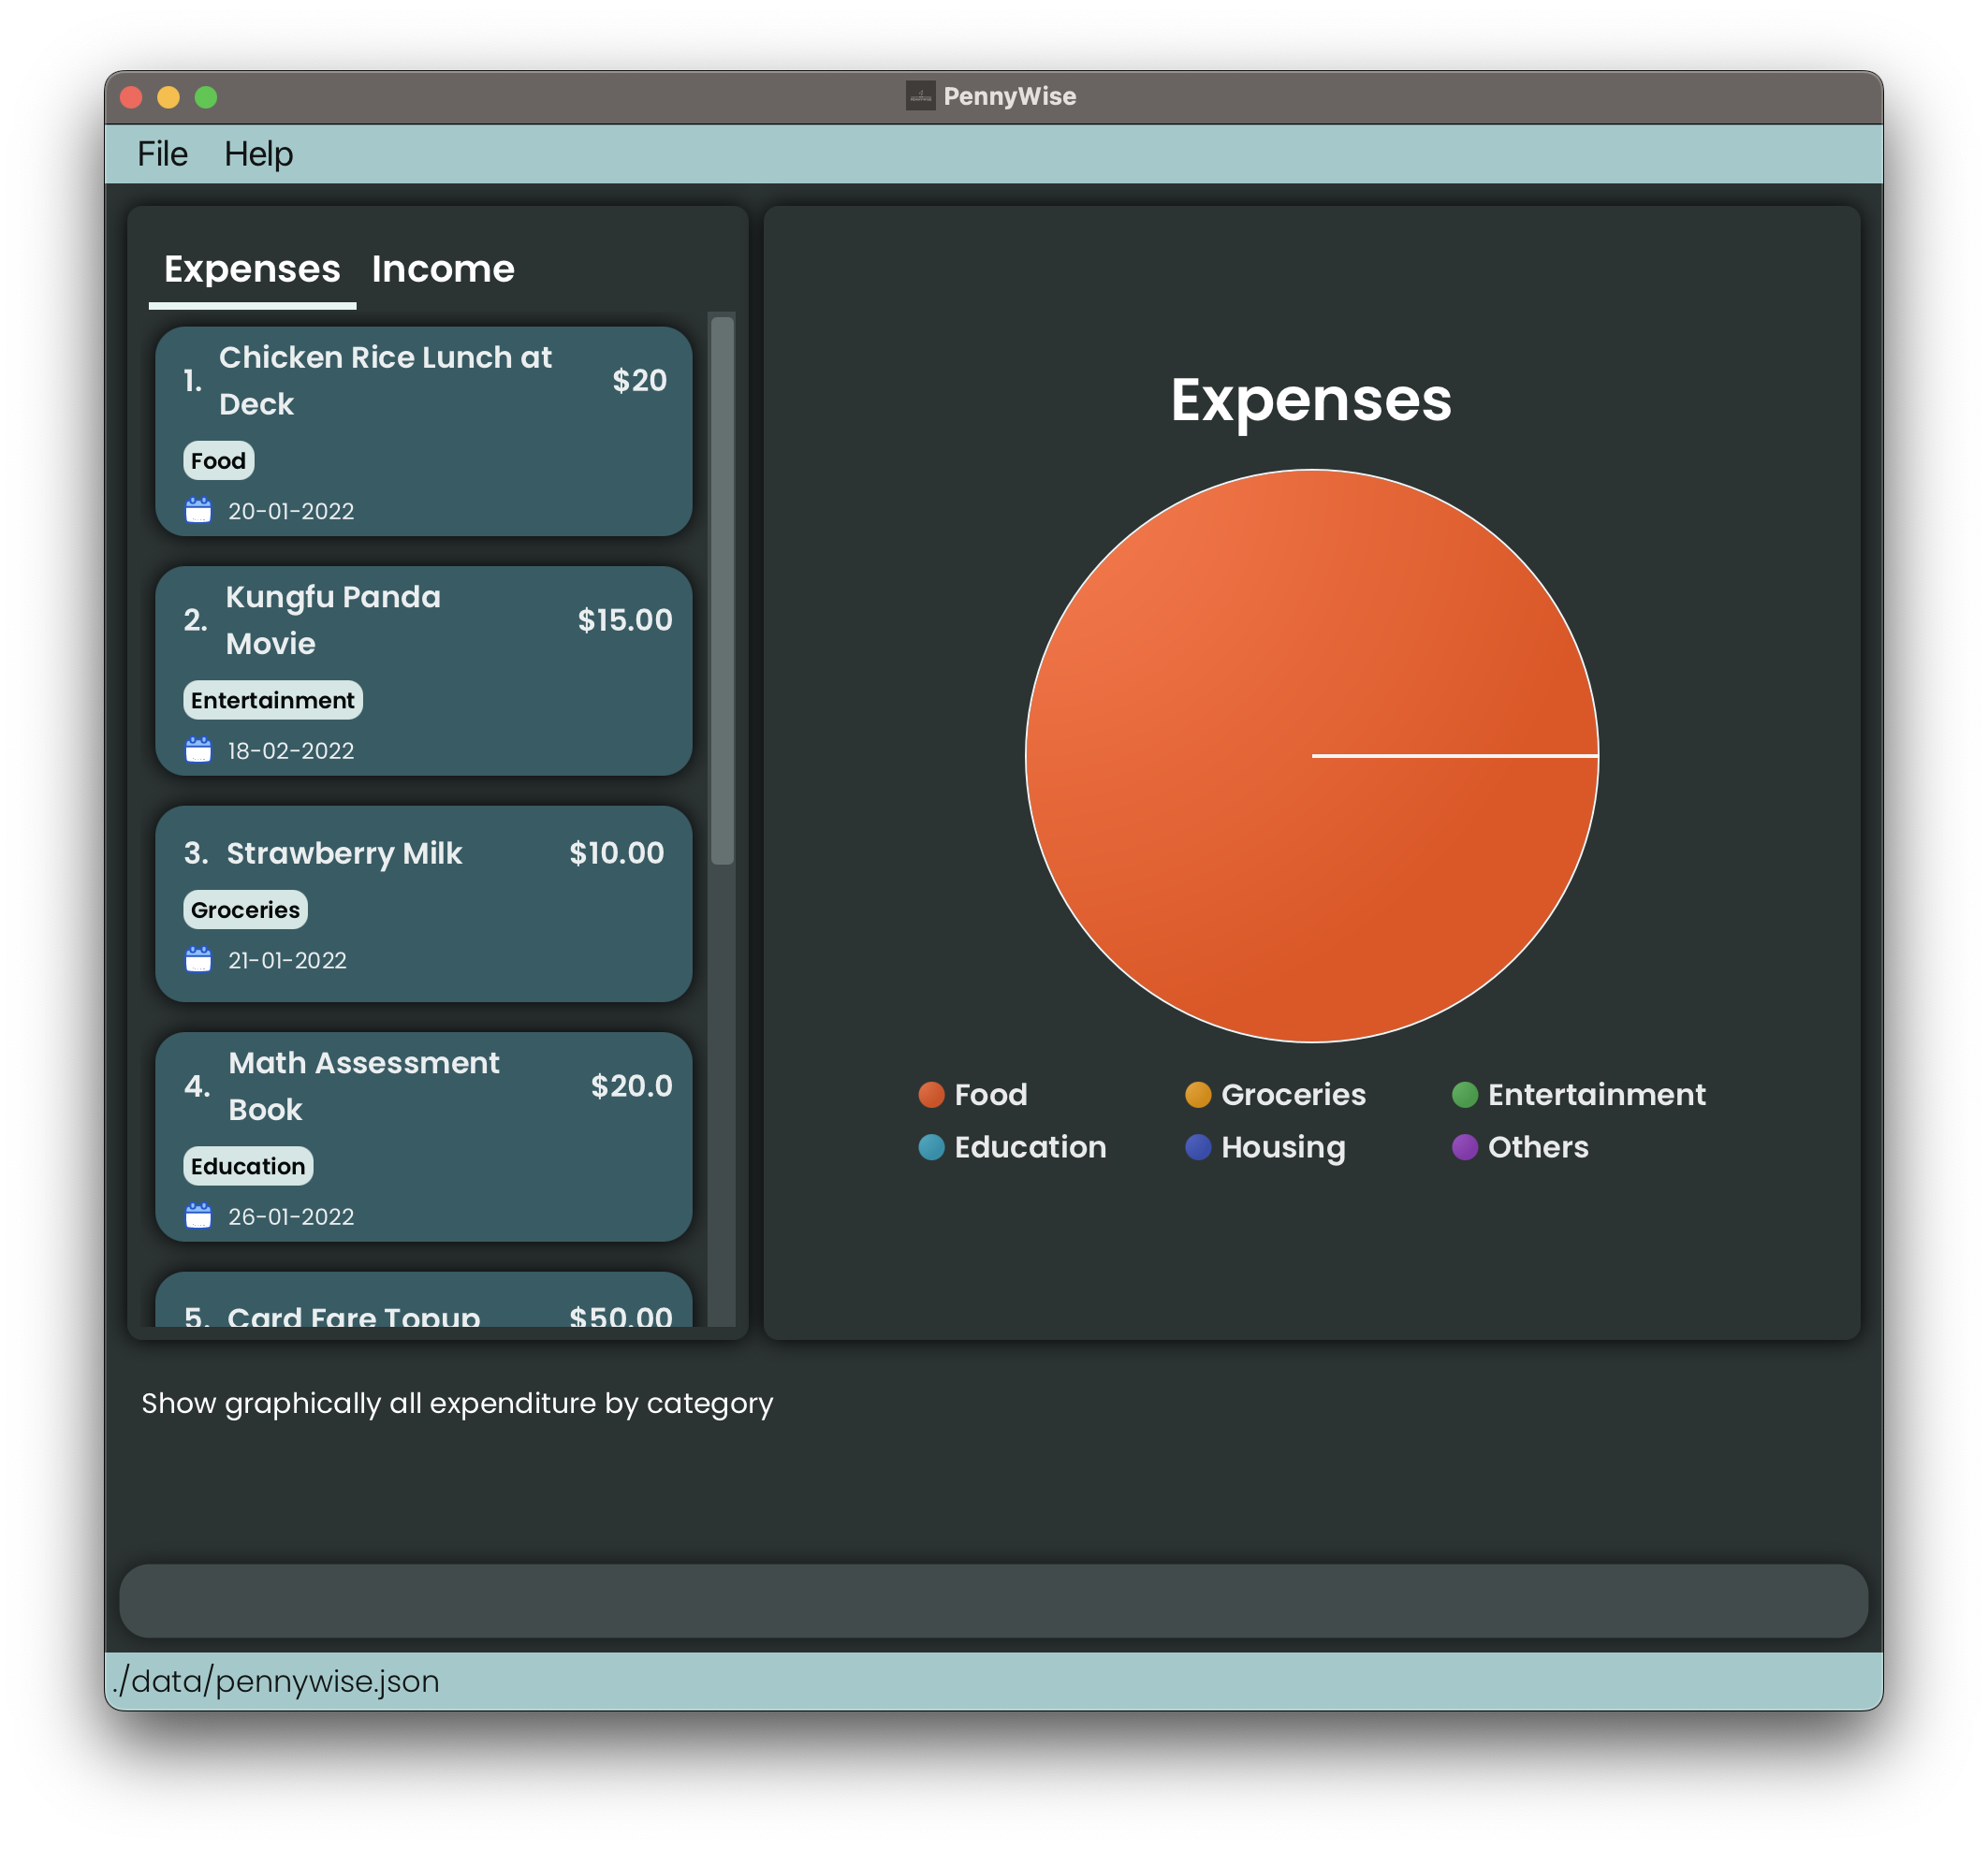 PennyWise
File Help
Expenses Income
1. Chicken Rice Lunch at Deck $20
Food
20-01-2022
2. Kungfu Panda Movie $15.00
Entertainment
18-02-2022
3. Strawberry Milk $10.00
Groceries
21-01-2022
4. Math Assessment Book $20.0
Education
26-01-2022
5. Card Fare Topup $50.00
Expenses
Food Groceries Entertainment
Education Housing Others
Show graphically all expenditure by category
./data/pennywise.json